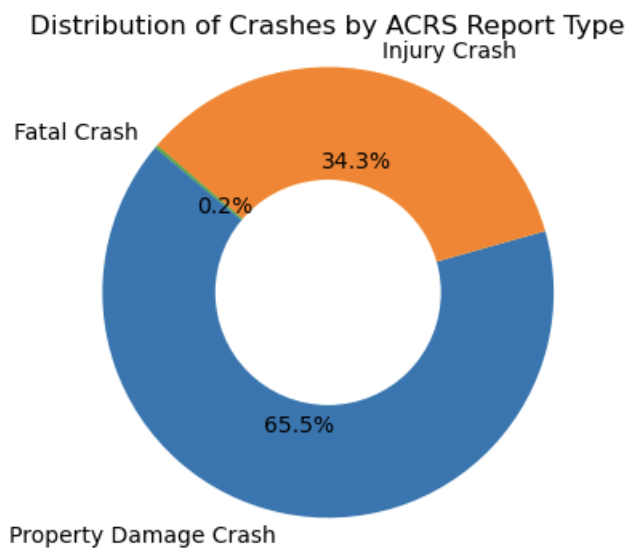 Distribution of Crashes by ACRS Report Type
Injury Crash
Fatal Crash
34.3%
0.2%
65.5%
Property Damage Crash